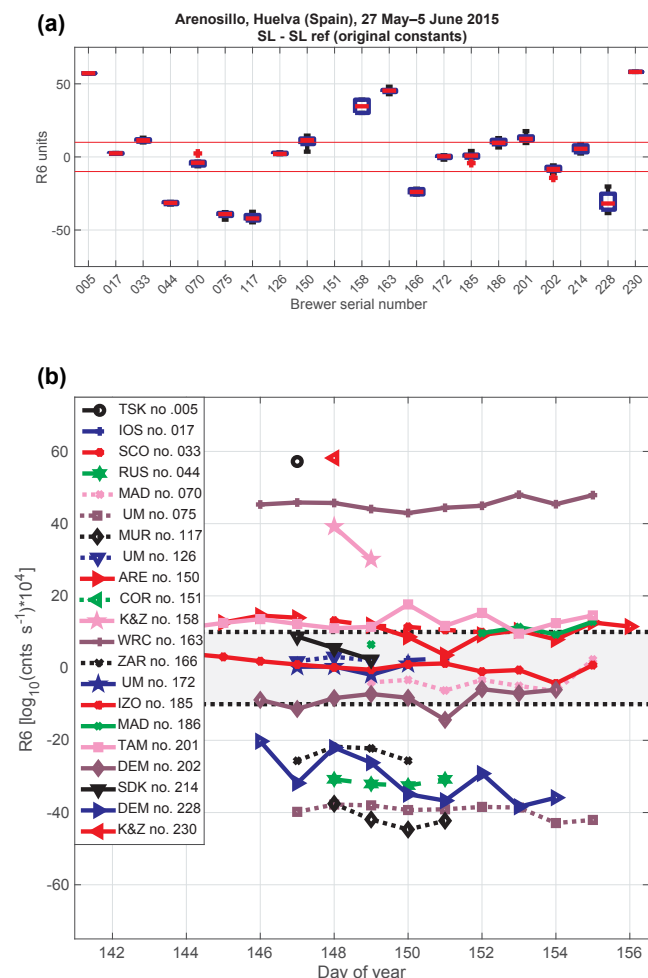 (a)
Arenosillo, Huelva (Spain), 27 May–5 June 2015
SL - SL ref (original constants)
R6 units
50
0
-50
005 017 033 044 070 075 117 126 150 151 158 163 166 172 185 186 201 202 214 228 230
Brewer serial number
(b)
R6 [log10(cnts s-1)*10^4)
60
40
20
0
-20
-40
-60
TSK no .005
IOS no. 017
SCO no. 033
RUS no. 044
MAD no. 070
UM no. 075
MUR no. 117
UM no. 126
ARE no. 150
COR no. 151
K&Z no. 158
WRC no. 163
ZAR no. 166
UM no. 172
IZO no. 185
MAD no. 186
TAM no. 201
DEM no. 202
SDK no. 214
DEM no. 228
K&Z no. 230
142 144 146 148 150 152 154 156
Day of year